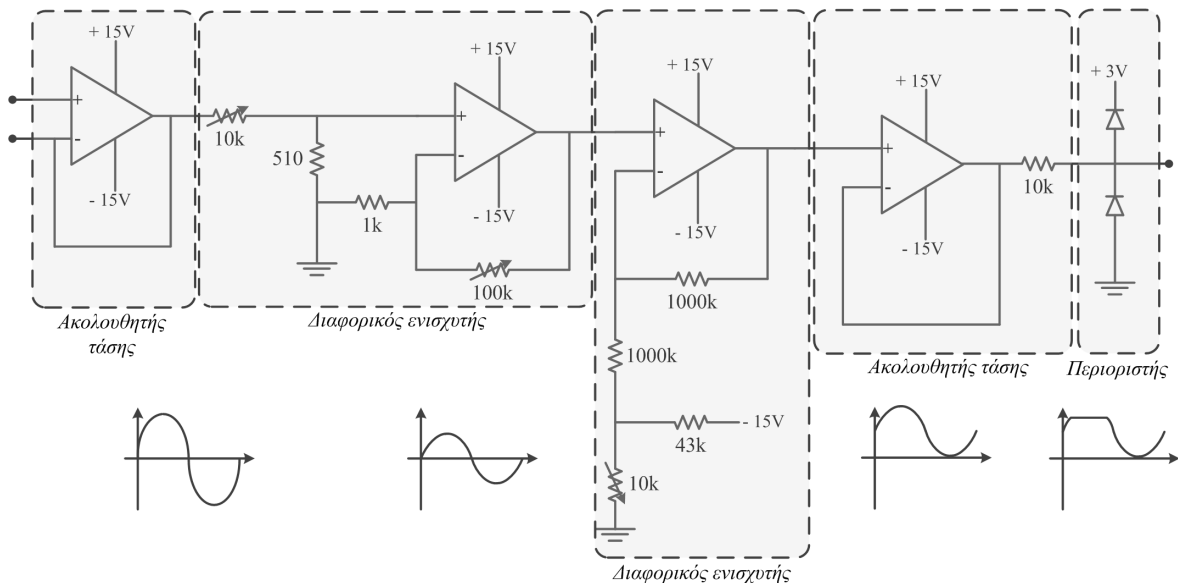 + 15V
+
-
- 15V
10k
510
1k
+ 15V
+
-
- 15V
100k
+ 15V
+
-
- 15V
1000k
1000k
43k
- 15V
10k
+ 15V
+
-
- 15V
10k
+ 3V
Ακολουθητής
τάσης
Διαφορικός ενισχυτής
Διαφορικός ενισχυτής
Ακολουθητής τάσης
Περιοριστής